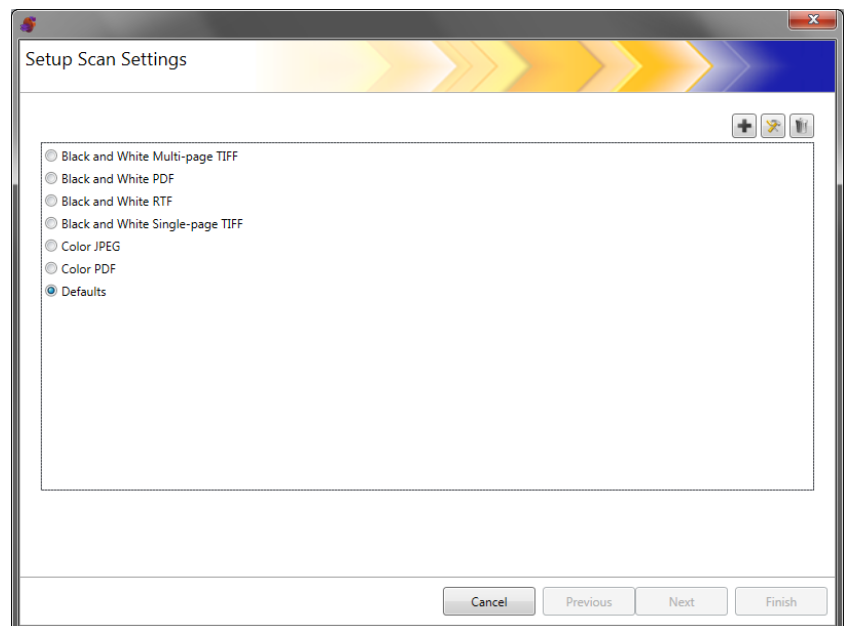 Setup Scan Settings
Black and White Multi-page TIFF
Black and White PDF
Black and White RTF
Black and White Single-page TIFF
Color JPEG
Color PDF
Defaults
Cancel Previous Next Finish